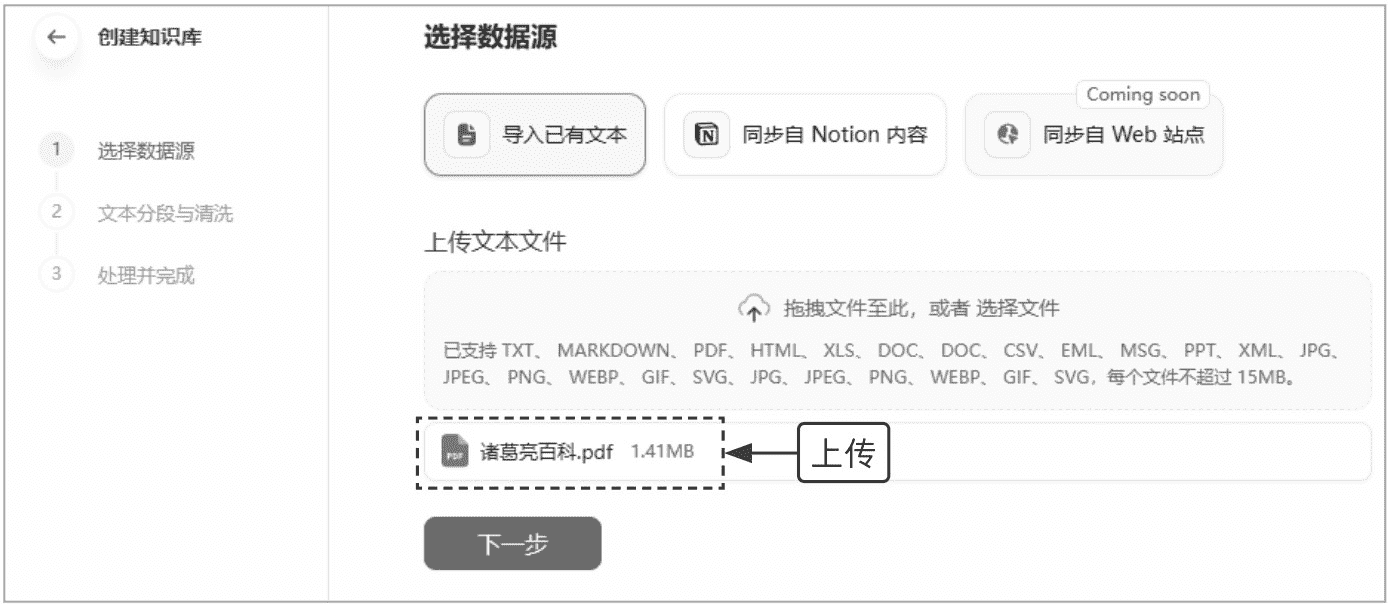 创建知识库
1 选择数据源
2 文本分段与清洗
3 处理并完成
选择数据源
Coming soon
导入已有文本
同步自 Notion 内容
同步自 Web 站点
上传文本文件
拖拽文件至此，或者 选择文件
已支持 TXT、 MARKDOWN、 PDF、 HTML、 XLS、 DOC、 DOC、 CSV、 EML、 MSG、 PPT、 XML、 JPG、
JPEG、 PNG、 WEBP、 GIF、 SVG、 JPG、 JPEG、 PNG、 WEBP、 GIF、 SVG，每个文件不超过 15MB。
PDF 诸葛亮百科.pdf 1.41MB
上传
下一步